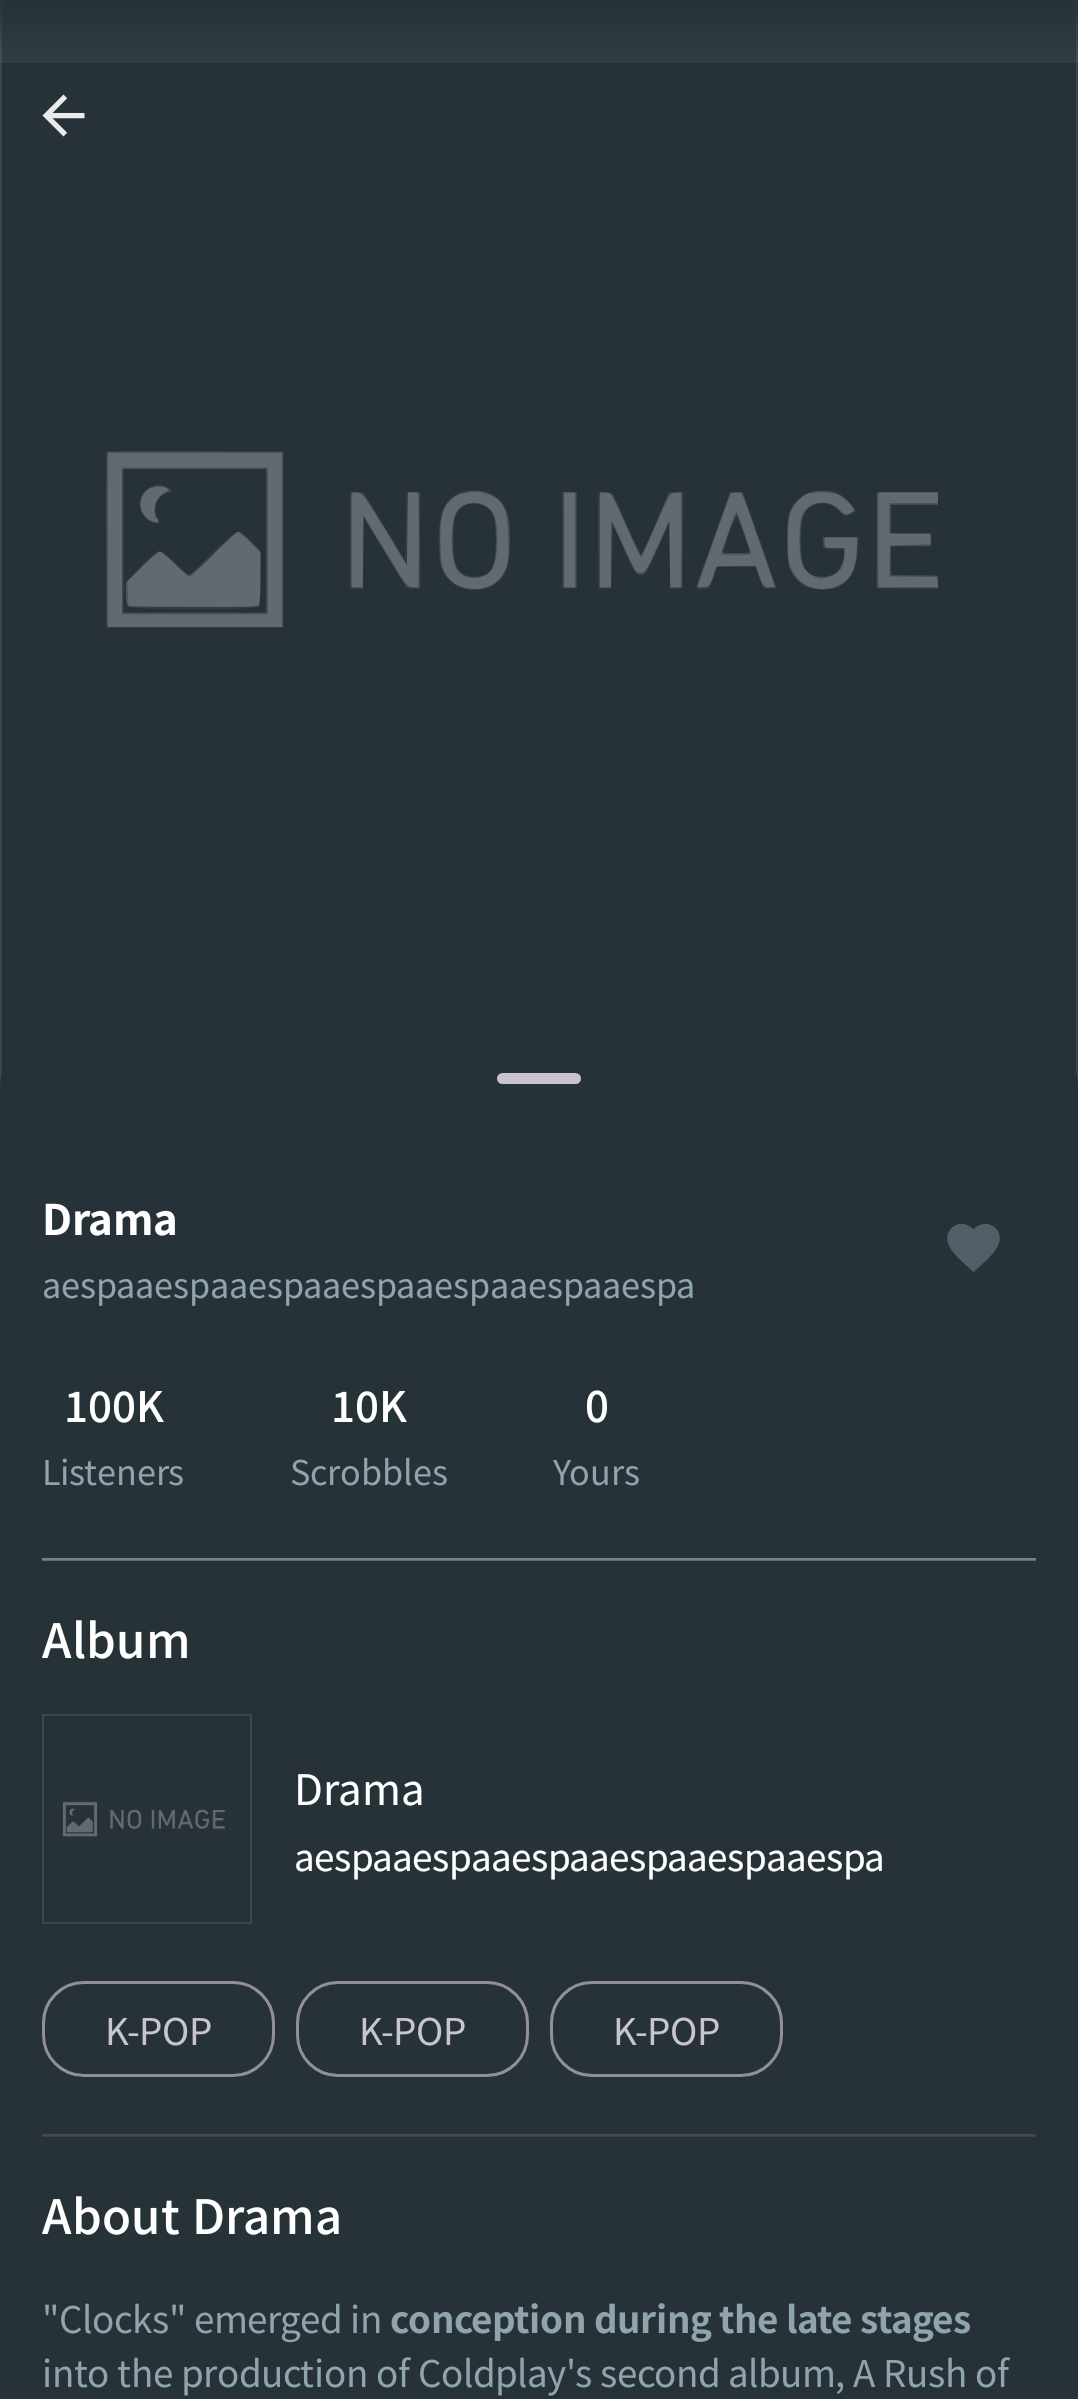 NO IMAGE
Drama
aespaaespaaespaaespaaespaaespaaespa
100K
10K
0
Listeners
Scrobbles
Yours
Album
NO IMAGE
Drama
aespaaespaaespaaespaaespaaespa
K-POP
K-POP
K-POP
About Drama
"Clocks" emerged in conception during the late stages
into the production of Coldplay's second album, A Rush of